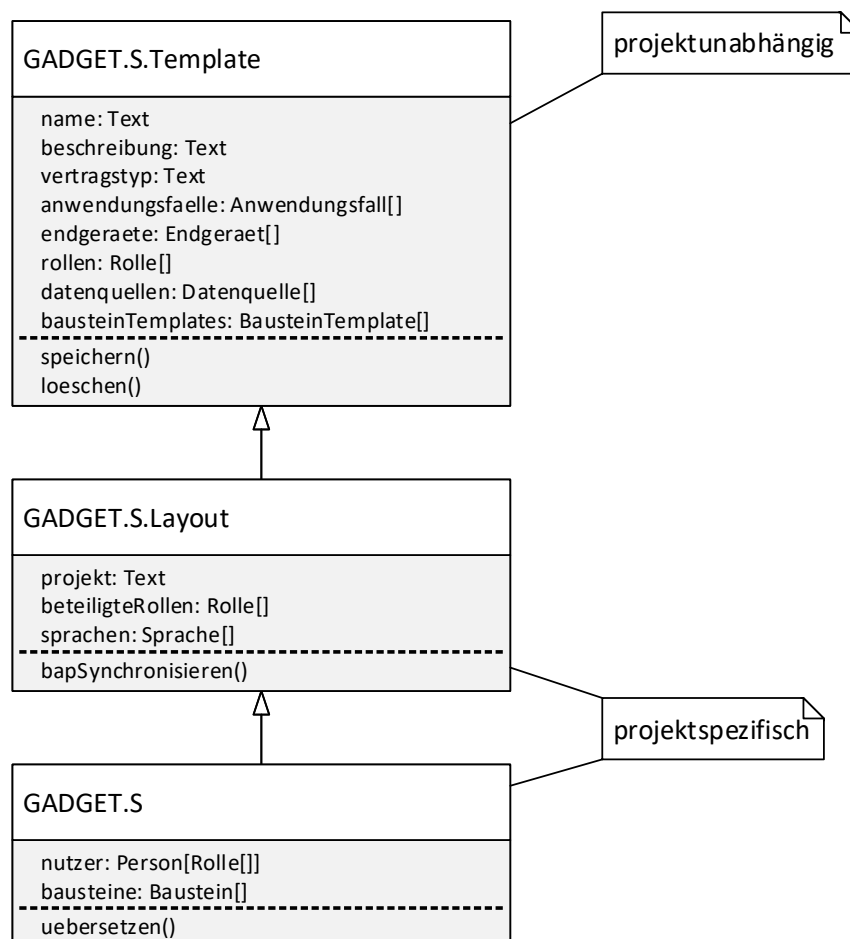 GADGET.S.Template
projektunabhängig
name: Text
beschreibung: Text
vertragstyp: Text
anwendungsfaelle: Anwendungsfall[]
endgeraete: Endgeraet[]
rollen: Rolle[]
datenquellen: Datenquelle[]
bausteinTemplates: BausteinTemplate[]
speichern()
loeschen()
GADGET.S.Layout
projekt: Text
beteiligteRollen: Rolle[]
sprachen: Sprache[]
bapSynchronisieren()
projektspezifisch
GADGET.S
nutzer: Person[Rolle[]]
bausteine: Baustein[]
uebersetzen()